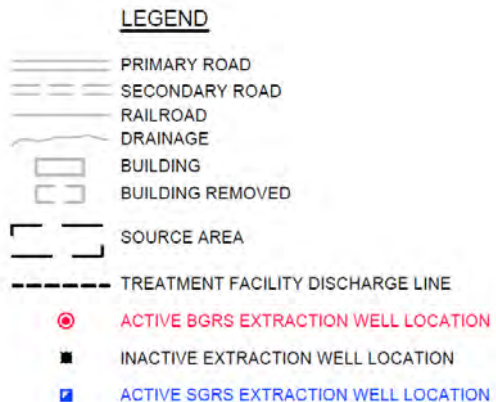 LEGEND
PRIMARY ROAD
SECONDARY ROAD
RAILROAD
DRAINAGE
BUILDING
BUILDING REMOVED
SOURCE AREA
TREATMENT FACILITY DISCHARGE LINE
ACTIVE BGRS EXTRACTION WELL LOCATION
INACTIVE EXTRACTION WELL LOCATION
ACTIVE SGRS EXTRACTION WELL LOCATION